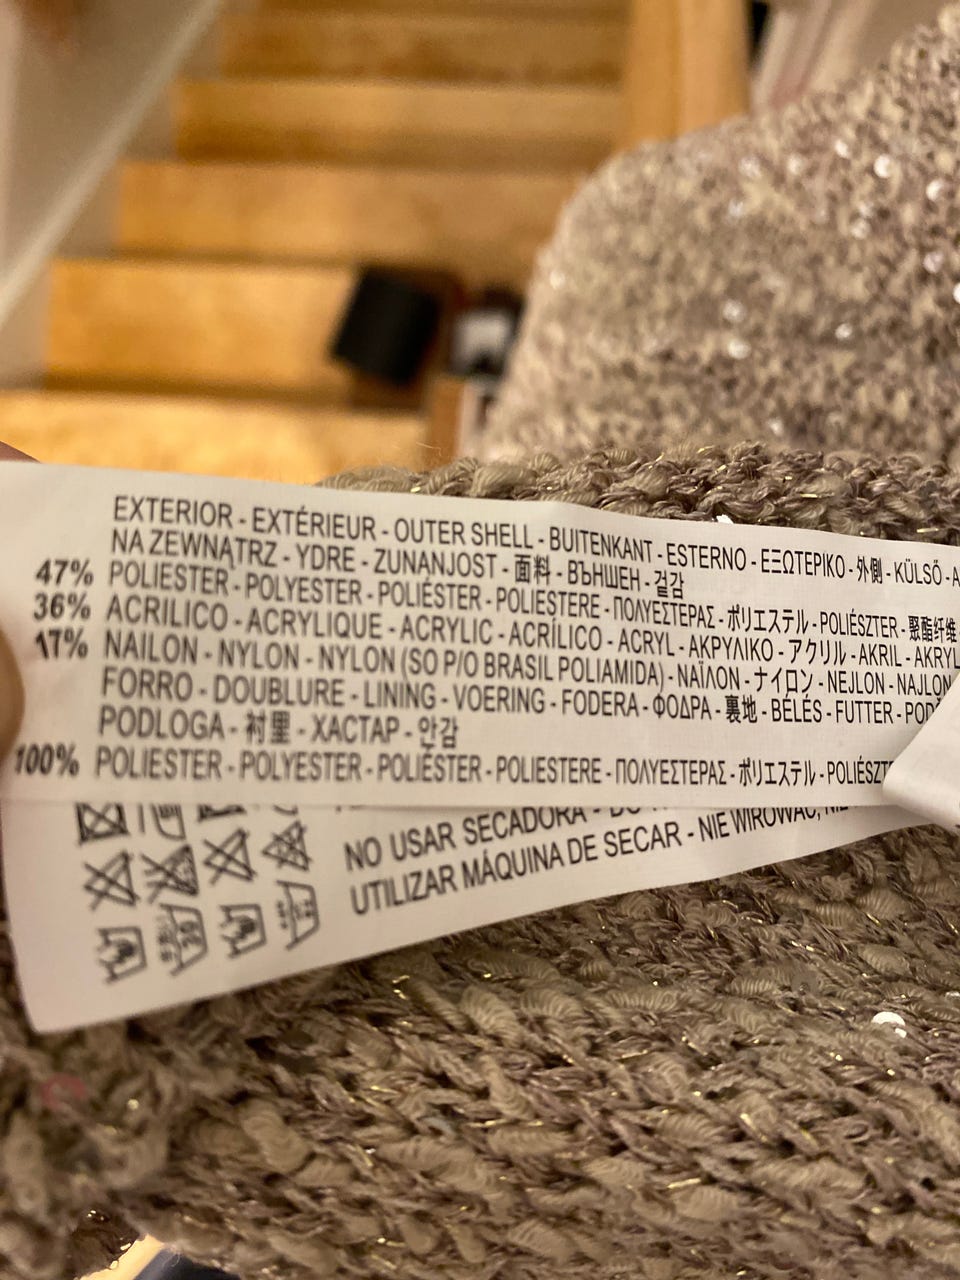 EXTERIOR - EXTÉRIEUR - OUTER SHELL - BUITENKANT - ESTERNO - ΕΞΩΤΕΡΙΚΟ - 外側 - KÜLSŐ -
NA ZEWNĄTRZ - YDRE - ZUNANJOST - 面料 - ВЪНШЕН - 겉감
47% POLIESTER - POLYESTER - POLIÉSTER - POLIESTERE - ΠΟΛΥΕΣΤΕΡΑΣ - ポリエステル - POLIÉSZTER - 聚酯纤维
36% ACRILICO - ACRYLIQUE - ACRYLIC - ACRÍLICO - ACRYL - ΑΚΡΥΛΙΚΟ - アクリル - AKRIL - AKRYL
17% NAILON - NYLON - NYLON (SO P/O BRASIL POLIAMIDA) - ΝΑΪΛΟΝ - ナイロン - NEJLON - NAJLON
FORRO - DOUBLURE - LINING - VOERING - FODERA - ΦΟΔΡΑ - 裏地 - BÉLÉS - FUTTER -
PODLOGA - 衬里 - ХАСТАР - 안감
100% POLIESTER - POLYESTER - POLIÉSTER - POLIESTERE - ΠΟΛΥΕΣΤΕΡΑΣ - ポリエステル -
NO USAR SECADORA -
UTILIZAR MÁQUINA DE SECAR - NIE WIROWAĆ,